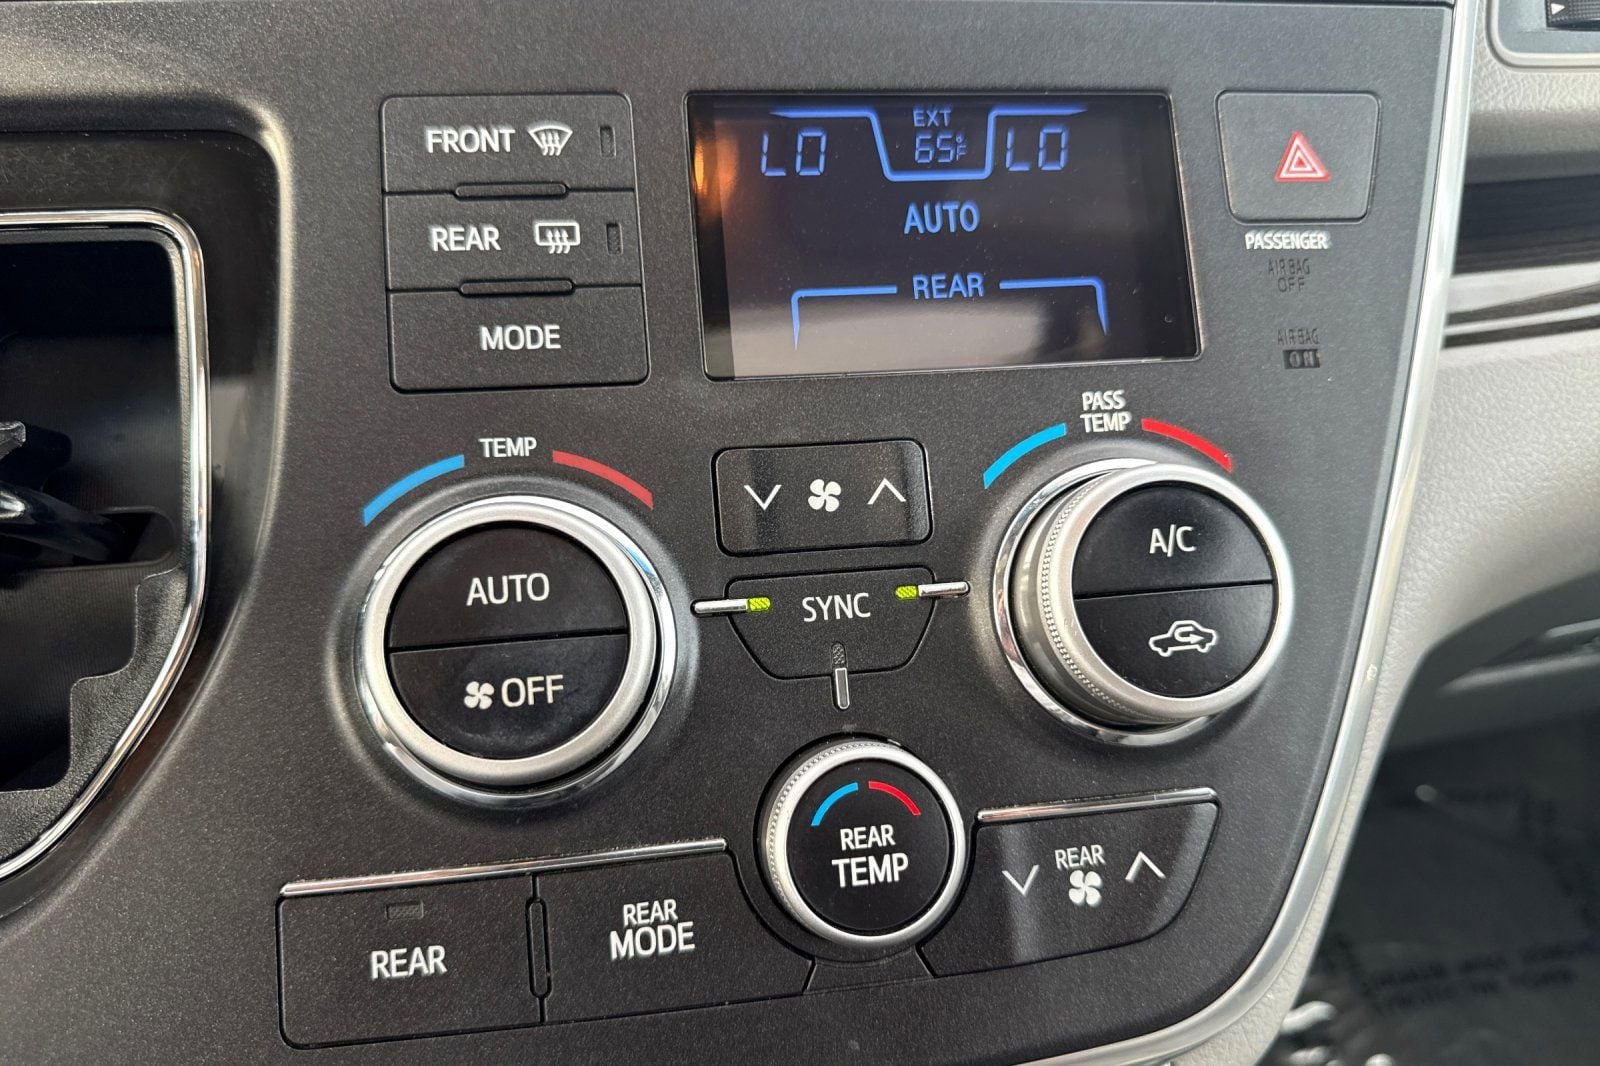 FRONT
REAR
MODE
LO EXT 65°F LO
AUTO
REAR
PASSENGER
AIR BAG
OFF
AIR BAG
ON
TEMP
PASS
TEMP
AUTO
OFF
SYNC
A/C
REAR
TEMP
REAR
REAR
MODE
REAR